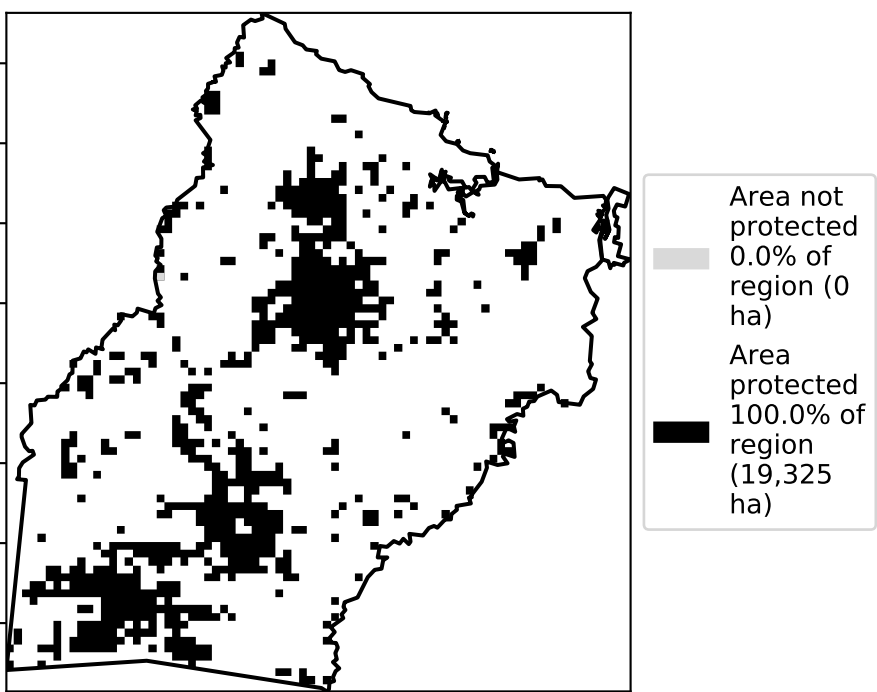 Area not
protected
0.0% of
region (0
ha)
Area
protected
100.0% of
region
(19,325
ha)